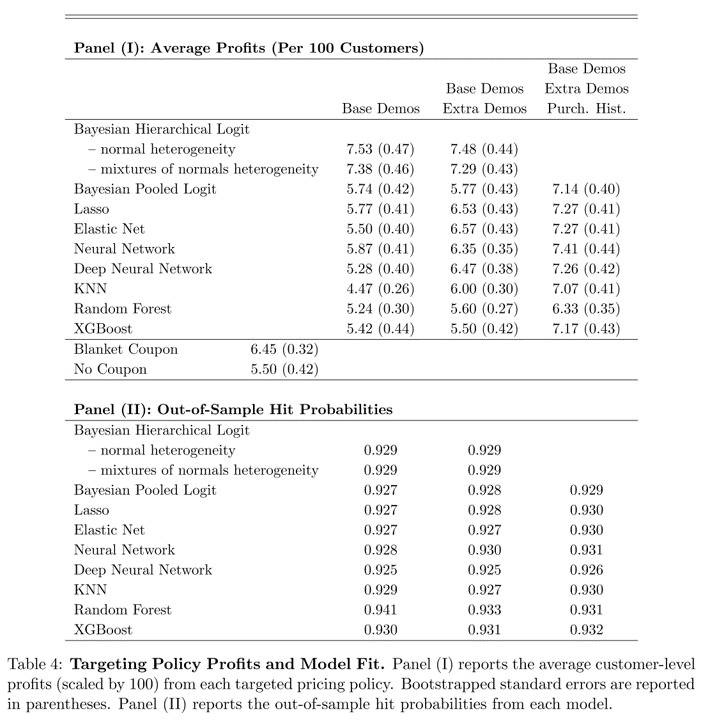 Panel (I): Average Profits (Per 100 Customers)
Base Demos
Base Demos Extra Demos
Base Demos Extra Demos Purch. Hist.
Bayesian Hierarchical Logit
– normal heterogeneity 7.53 (0.47) 7.48 (0.44)
– mixtures of normals heterogeneity 7.38 (0.46) 7.29 (0.43)
Bayesian Pooled Logit 5.74 (0.42) 5.77 (0.43) 7.14 (0.40)
Lasso 5.77 (0.41) 6.53 (0.43) 7.27 (0.41)
Elastic Net 5.50 (0.40) 6.57 (0.43) 7.27 (0.41)
Neural Network 5.87 (0.41) 6.35 (0.35) 7.41 (0.44)
Deep Neural Network 5.28 (0.40) 6.47 (0.38) 7.26 (0.42)
KNN 4.47 (0.26) 6.00 (0.30) 7.07 (0.41)
Random Forest 5.24 (0.30) 5.60 (0.27) 6.33 (0.35)
XGBoost 5.42 (0.44) 5.50 (0.42) 7.17 (0.43)
Blanket Coupon 6.45 (0.32)
No Coupon 5.50 (0.42)
Panel (II): Out-of-Sample Hit Probabilities
Bayesian Hierarchical Logit
– normal heterogeneity 0.929 0.929
– mixtures of normals heterogeneity 0.929 0.929
Bayesian Pooled Logit 0.927 0.928 0.929
Lasso 0.927 0.928 0.930
Elastic Net 0.927 0.927 0.930
Neural Network 0.928 0.930 0.931
Deep Neural Network 0.925 0.925 0.926
KNN 0.929 0.927 0.930
Random Forest 0.941 0.933 0.931
XGBoost 0.930 0.931 0.932
Table 4: Targeting Policy Profits and Model Fit. Panel (I) reports the average customer-level
profits (scaled by 100) from each targeted pricing policy. Bootstrapped standard errors are reported
in parentheses. Panel (II) reports the out-of-sample hit probabilities from each model.